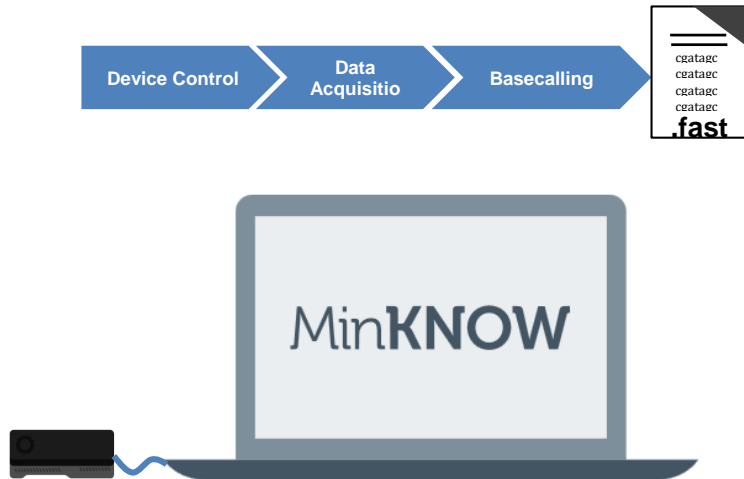 Device Control
Data
Acquisitio
Basecalling
cgatagc
cgatagc
cgatagc
cgatagc
.fast
MinKNOW